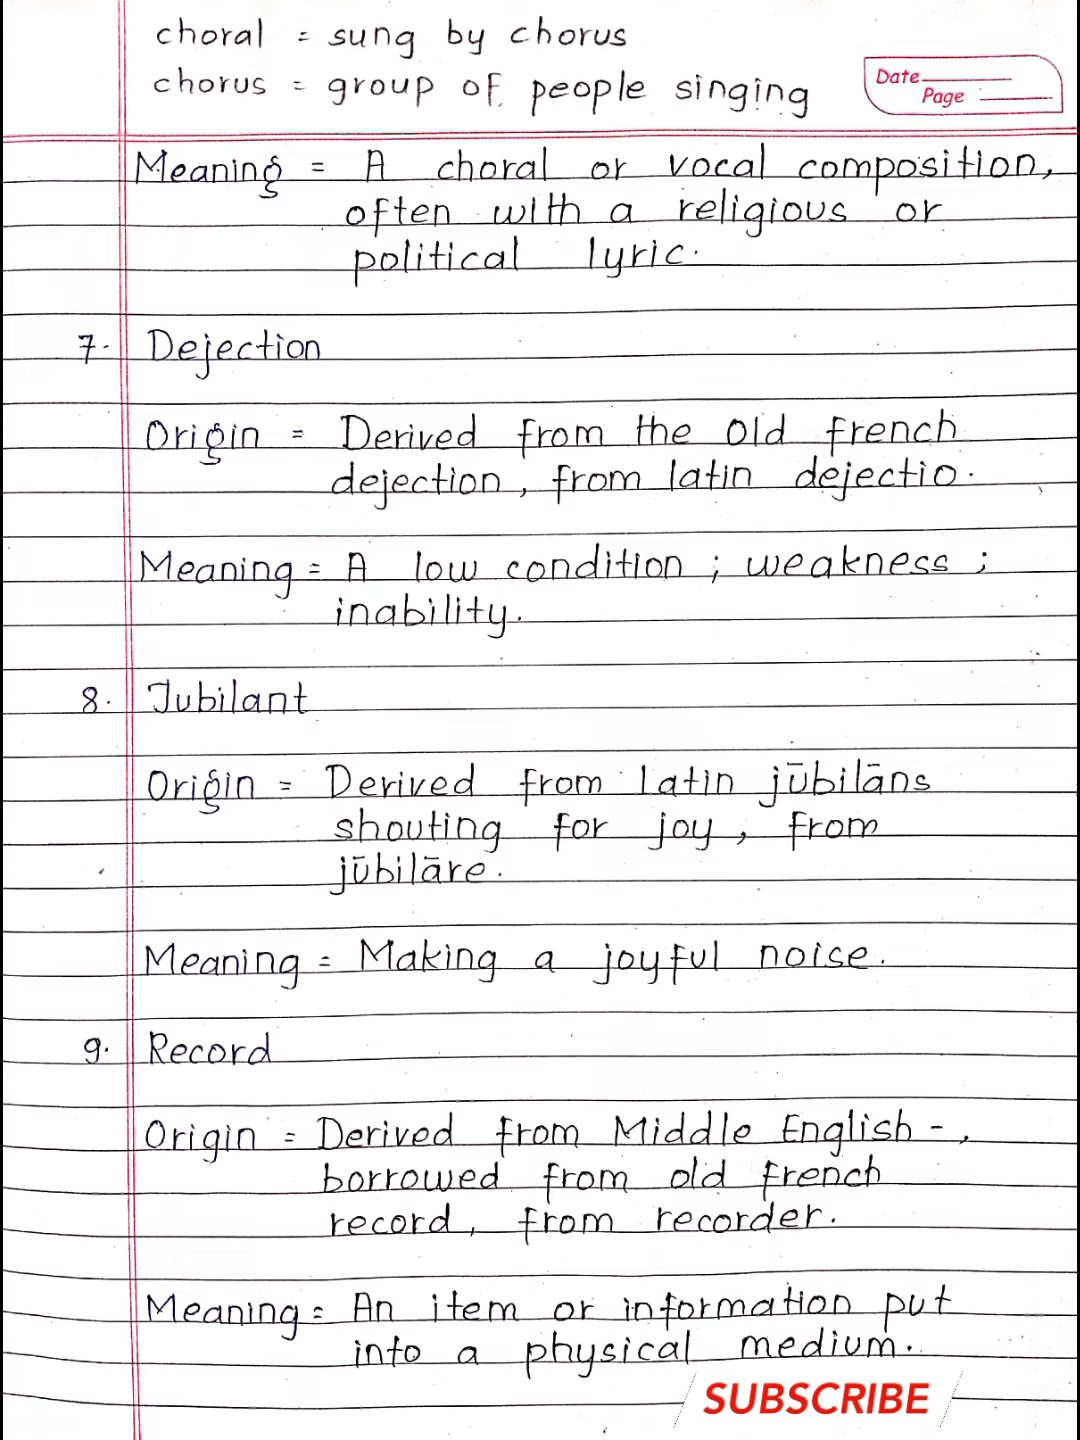 choral = sung by chorus
chorus = group of people singing
Date
Page
Meaning = A choral or vocal composition,
often with a religious or
political lyric.
7. Dejection
Origin = Derived from the old french
dejection, from latin dejectio.
Meaning = A low condition ; weakness ;
inability.
8. Jubilant
Origin = Derived from latin jūbilāns
shouting for joy, from
jūbilāre.
Meaning = Making a joyful noise.
9. Record
Origin = Derived from Middle English -,
borrowed from old french
record, from recorder.
Meaning = An item or information put
into a physical medium.
SUBSCRIBE